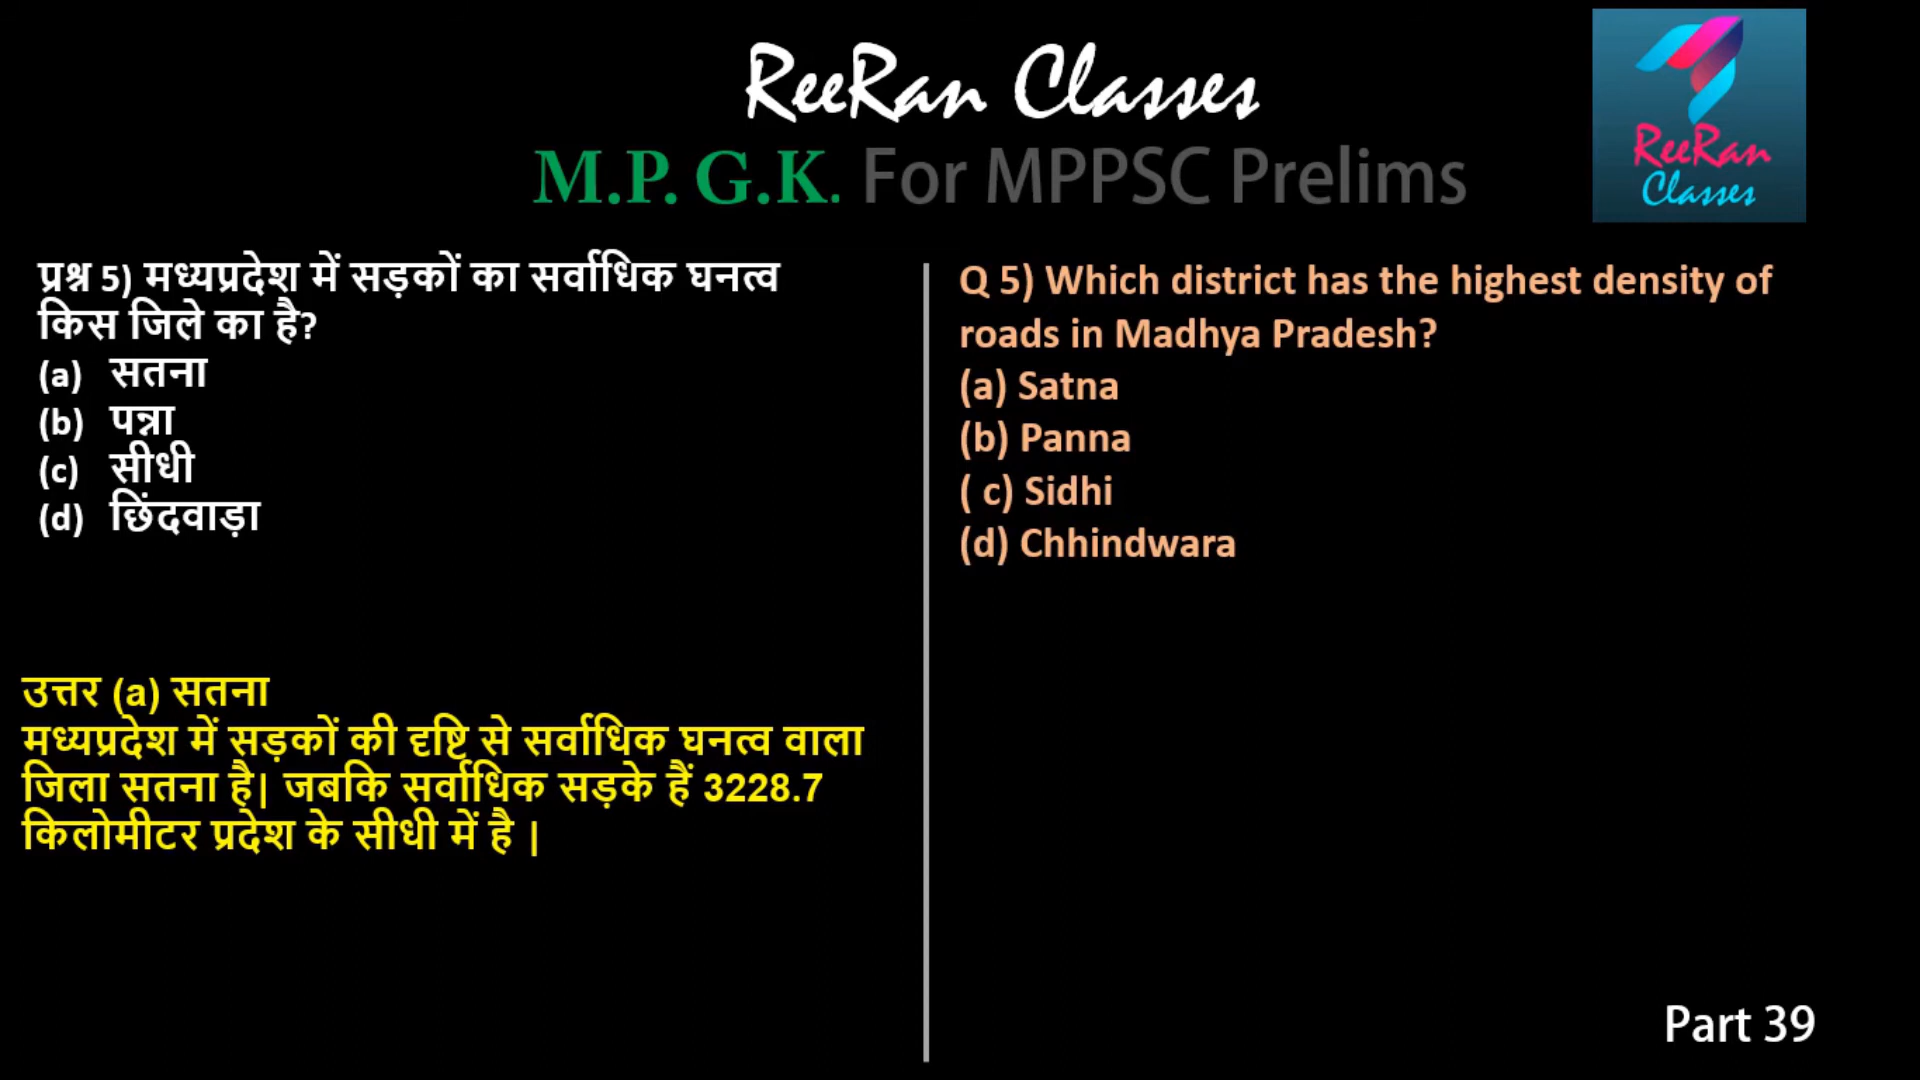 ReeRan Classes
M.P. G.K. For MPPSC Prelims
ReeRan
Classes
प्रश्न 5) मध्यप्रदेश में सड़कों का सर्वाधिक घनत्व
किस जिले का है?
(a) सतना
(b) पन्ना
(c) सीधी
(d) छिंदवाड़ा
उत्तर (a) सतना
मध्यप्रदेश में सड़कों की दृष्टि से सर्वाधिक घनत्व वाला
जिला सतना है| जबकि सर्वाधिक सड़के हैं 3228.7
किलोमीटर प्रदेश के सीधी में है |
Q 5) Which district has the highest density of
roads in Madhya Pradesh?
(a) Satna
(b) Panna
( c) Sidhi
(d) Chhindwara
Part 39